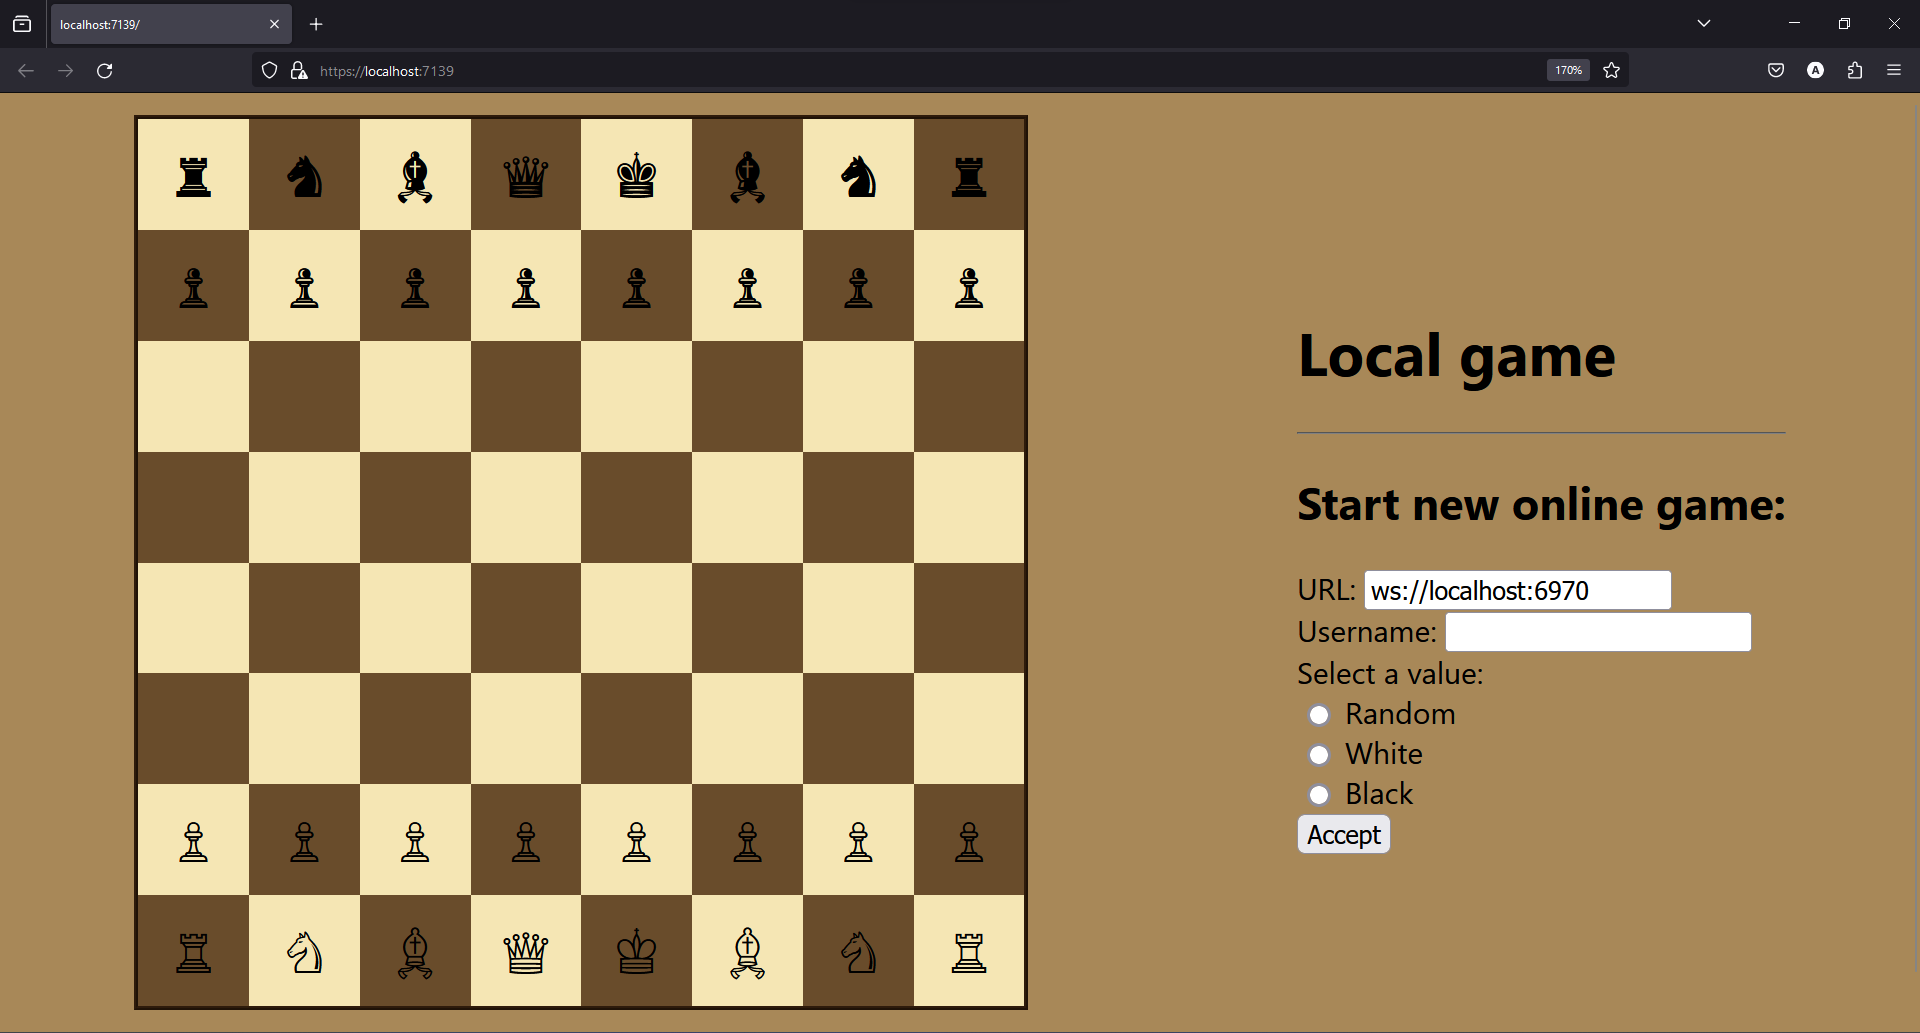 localhost:7139/
https://localhost:7139
170%
A
Local game
Start new online game:
URL: ws://localhost:6970
Username:
Select a value:
Random
White
Black
Accept